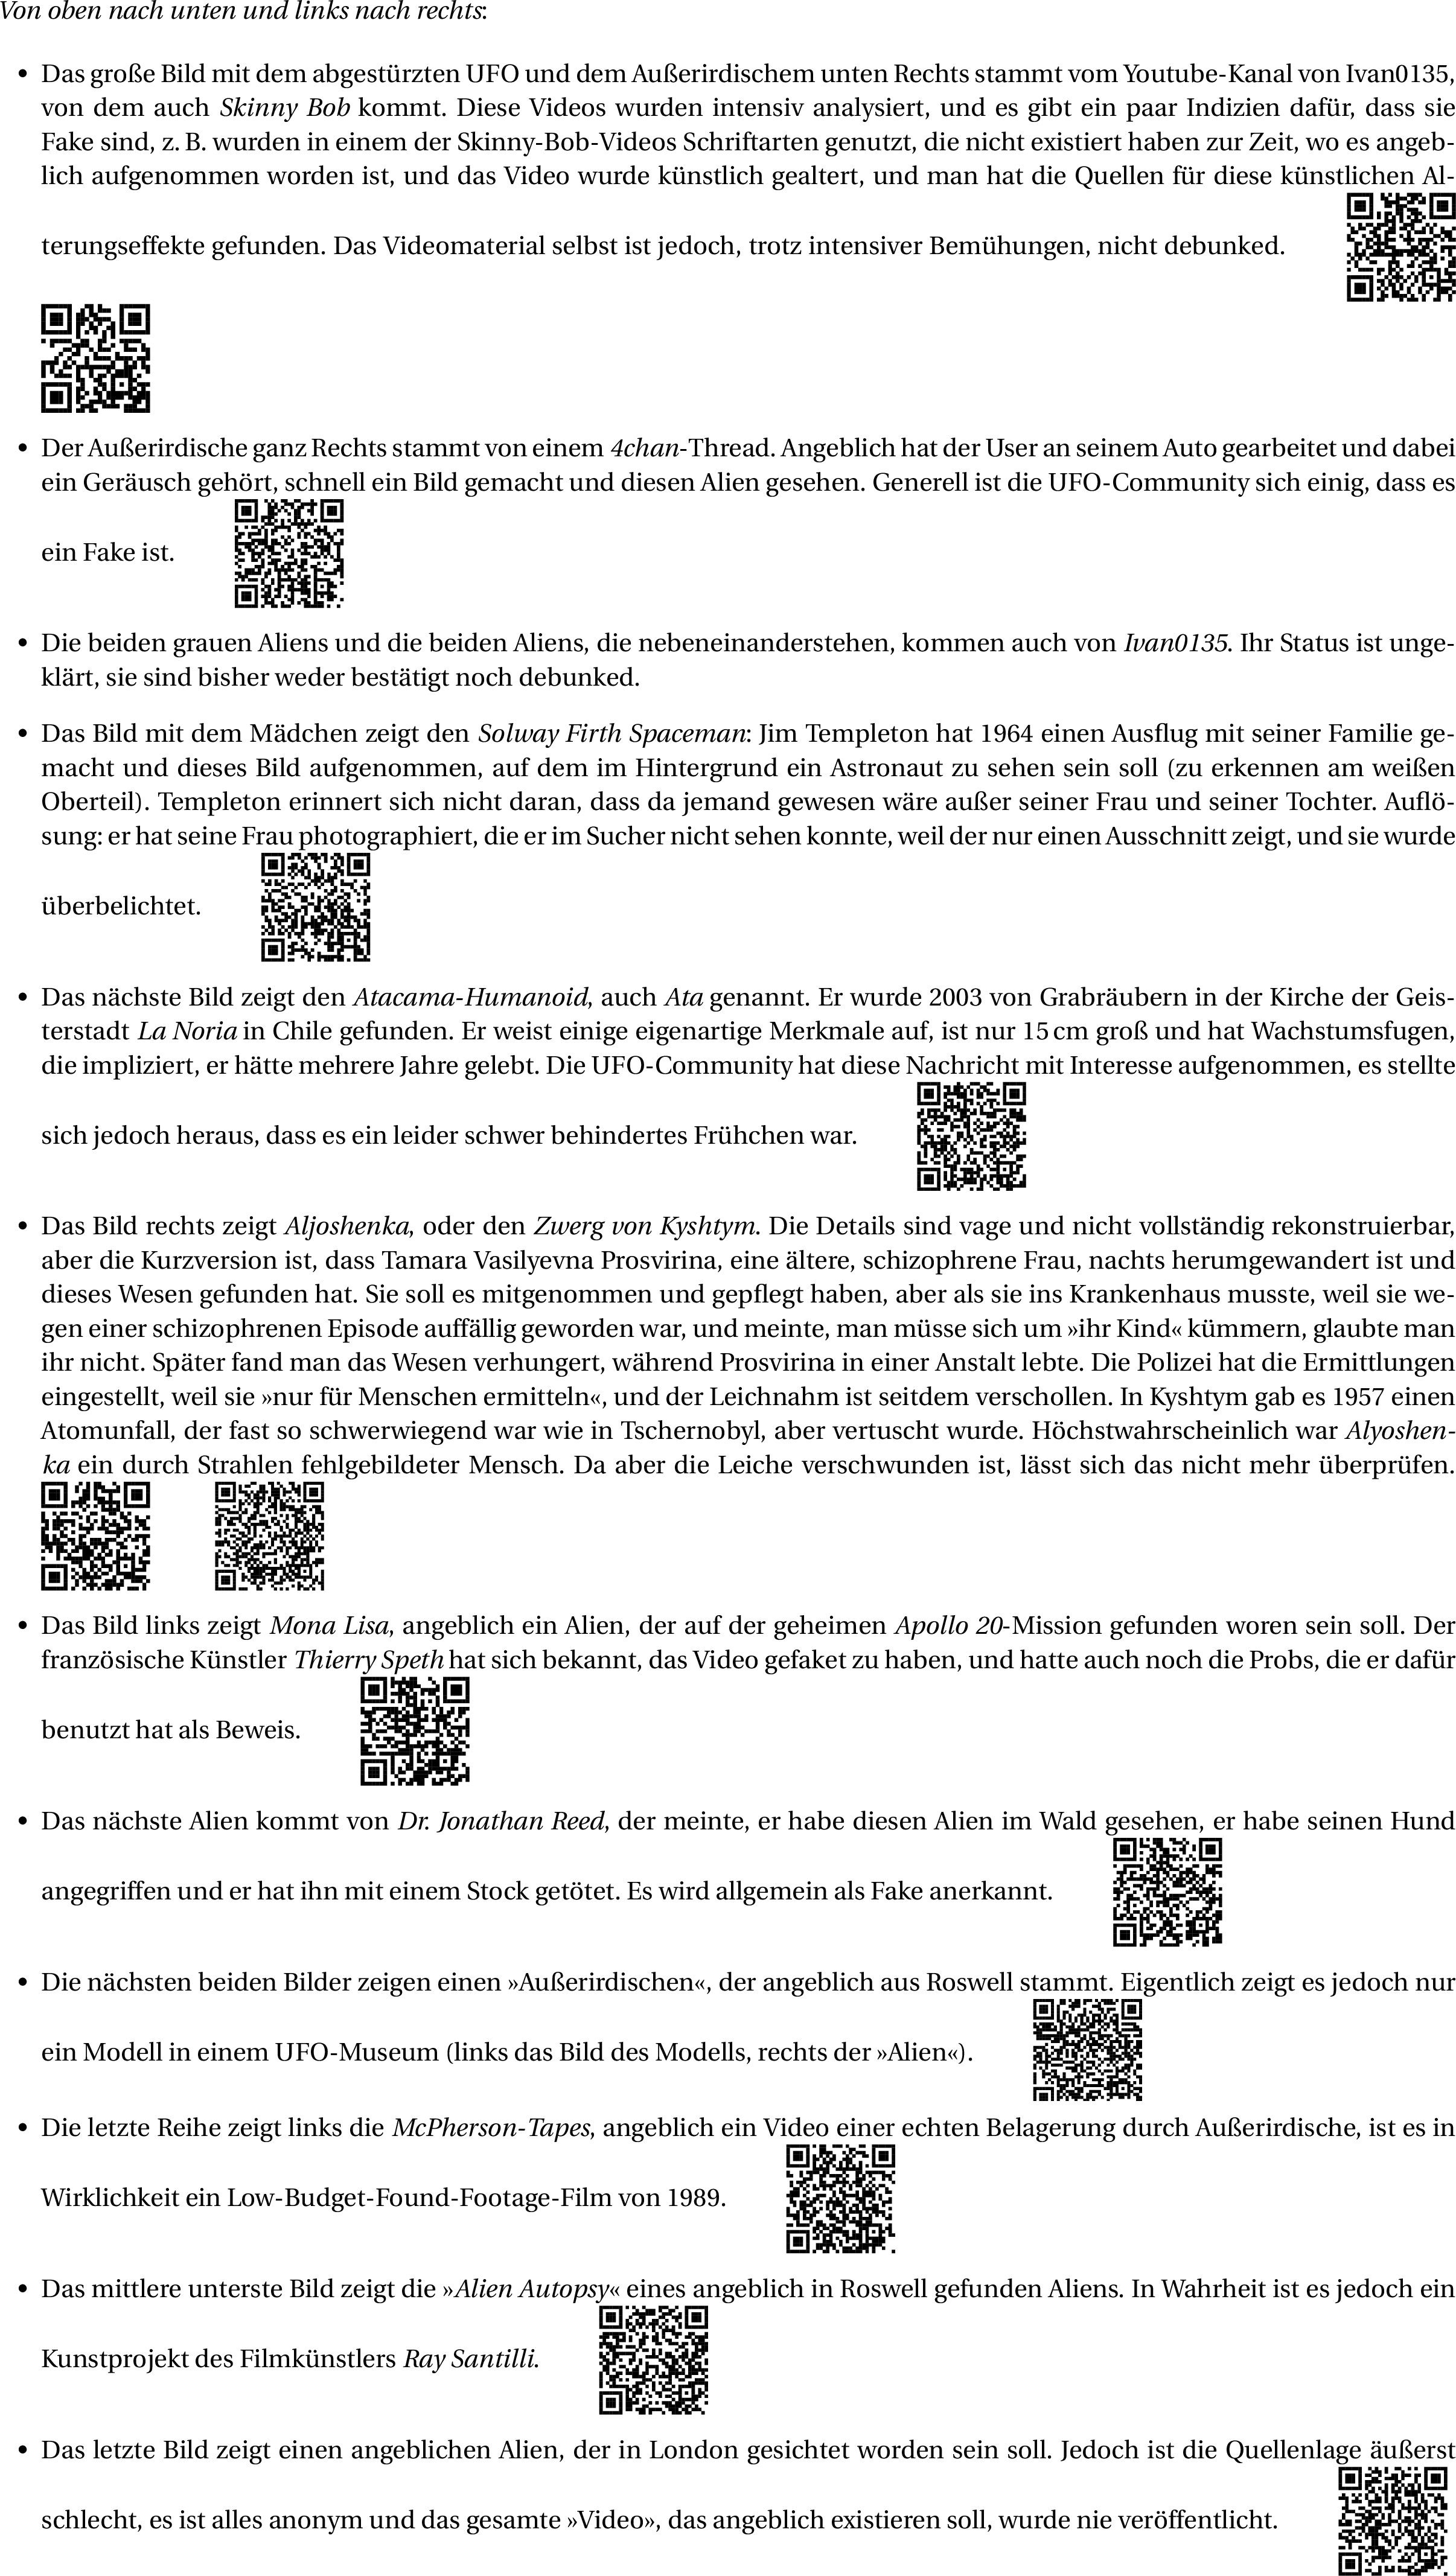 Von oben nach unten und links nach rechts:
• Das große Bild mit dem abgestürzten UFO und dem Außerirdischem unten Rechts stammt vom Youtube-Kanal von Ivan0135,
von dem auch Skinny Bob kommt. Diese Videos wurden intensiv analysiert, und es gibt ein paar Indizien dafür, dass sie
Fake sind, z. B. wurden in einem der Skinny-Bob-Videos Schriftarten genutzt, die nicht existiert haben zur Zeit, wo es angeb-
lich aufgenommen worden ist, und das Video wurde künstlich gealtert, und man hat die Quellen für diese künstlichen Al-
terungseffekte gefunden. Das Videomaterial selbst ist jedoch, trotz intensiver Bemühungen, nicht debunked.
• Der Außerirdische ganz Rechts stammt von einem 4chan-Thread. Angeblich hat der User an seinem Auto gearbeitet und dabei
ein Geräusch gehört, schnell ein Bild gemacht und diesen Alien gesehen. Generell ist die UFO-Community sich einig, dass es
ein Fake ist.
• Die beiden grauen Aliens und die beiden Aliens, die nebeneinanderstehen, kommen auch von Ivan0135. Ihr Status ist unge-
klärt, sie sind bisher weder bestätigt noch debunked.
• Das Bild mit dem Mädchen zeigt den Solway Firth Spaceman: Jim Templeton hat 1964 einen Ausflug mit seiner Familie ge-
macht und dieses Bild aufgenommen, auf dem im Hintergrund ein Astronaut zu sehen sein soll (zu erkennen am weißen
Oberteil). Templeton erinnert sich nicht daran, dass da jemand gewesen wäre außer seiner Frau und seiner Tochter. Auflö-
sung: er hat seine Frau photographiert, die er im Sucher nicht sehen konnte, weil der nur einen Ausschnitt zeigt, und sie wurde
überbelichtet.
• Das nächste Bild zeigt den Atacama-Humanoid, auch Ata genannt. Er wurde 2003 von Grabräubern in der Kirche der Geis-
terstadt La Noria in Chile gefunden. Er weist einige eigenartige Merkmale auf, ist nur 15 cm groß und hat Wachstumsfugen,
die impliziert, er hätte mehrere Jahre gelebt. Die UFO-Community hat diese Nachricht mit Interesse aufgenommen, es stellte
sich jedoch heraus, dass es ein leider schwer behindertes Frühchen war.
• Das Bild rechts zeigt Aljoshenka, oder den Zwerg von Kyshtym. Die Details sind vage und nicht vollständig rekonstruierbar,
aber die Kurzversion ist, dass Tamara Vasilyevna Prosvirina, eine ältere, schizophrene Frau, nachts herumgewandert ist und
dieses Wesen gefunden hat. Sie soll es mitgenommen und gepflegt haben, aber als sie ins Krankenhaus musste, weil sie we-
gen einer schizophrenen Episode auffällig geworden war, und meinte, man müsse sich um »ihr Kind« kümmern, glaubte man
ihr nicht. Später fand man das Wesen verhungert, während Prosvirina in einer Anstalt lebte. Die Polizei hat die Ermittlungen
eingestellt, weil sie »nur für Menschen ermitteln«, und der Leichnahm ist seitdem verschollen. In Kyshtym gab es 1957 einen
Atomunfall, der fast so schwerwiegend war wie in Tschernobyl, aber vertuscht wurde. Höchstwahrscheinlich war Alyoshen-
ka ein durch Strahlen fehlgebildeter Mensch. Da aber die Leiche verschwunden ist, lässt sich das nicht mehr überprüfen.
• Das Bild links zeigt Mona Lisa, angeblich ein Alien, der auf der geheimen Apollo 20-Mission gefunden woren sein soll. Der
französische Künstler Thierry Speth hat sich bekannt, das Video gefaket zu haben, und hatte auch noch die Probs, die er dafür
benutzt hat als Beweis.
• Das nächste Alien kommt von Dr. Jonathan Reed, der meinte, er habe diesen Alien im Wald gesehen, er habe seinen Hund
angegriffen und er hat ihn mit einem Stock getötet. Es wird allgemein als Fake anerkannt.
• Die nächsten beiden Bilder zeigen einen »Außerirdischen«, der angeblich aus Roswell stammt. Eigentlich zeigt es jedoch nur
ein Modell in einem UFO-Museum (links das Bild des Modells, rechts der »Alien«).
• Die letzte Reihe zeigt links die McPherson-Tapes, angeblich ein Video einer echten Belagerung durch Außerirdische, ist es in
Wirklichkeit ein Low-Budget-Found-Footage-Film von 1989.
• Das mittlere unterste Bild zeigt die »Alien Autopsy« eines angeblich in Roswell gefunden Aliens. In Wahrheit ist es jedoch ein
Kunstprojekt des Filmkünstlers Ray Santilli.
• Das letzte Bild zeigt einen angeblichen Alien, der in London gesichtet worden sein soll. Jedoch ist die Quellenlage äußerst
schlecht, es ist alles anonym und das gesamte »Video», das angeblich existieren soll, wurde nie veröffentlicht.